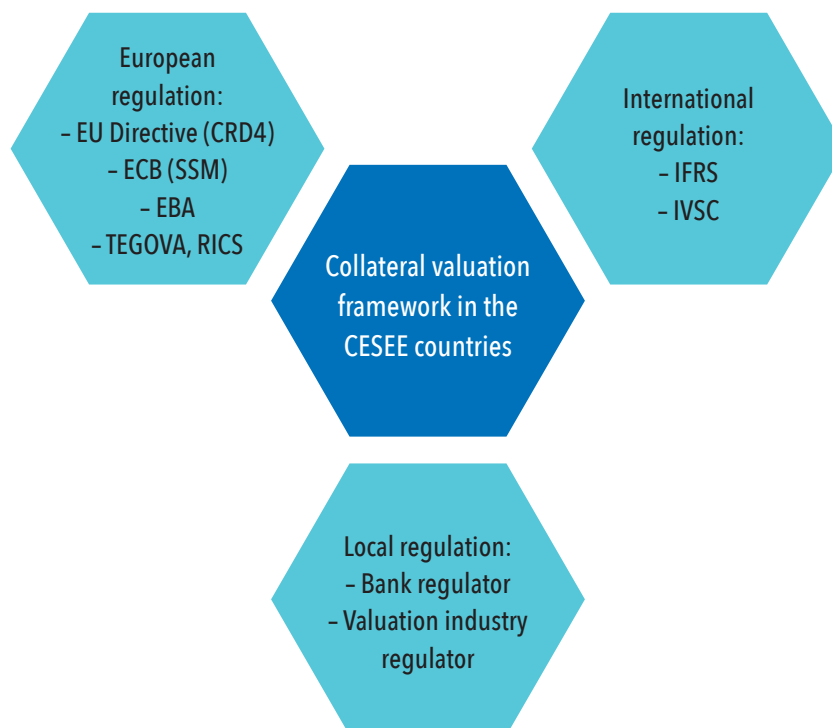 European
regulation:
– EU Directive (CRD4)
– ECB (SSM)
– EBA
– TEGOVA, RICS
International
regulation:
– IFRS
– IVSC
Collateral valuation
framework in the
CESEE countries
Local regulation:
– Bank regulator
– Valuation industry
regulator